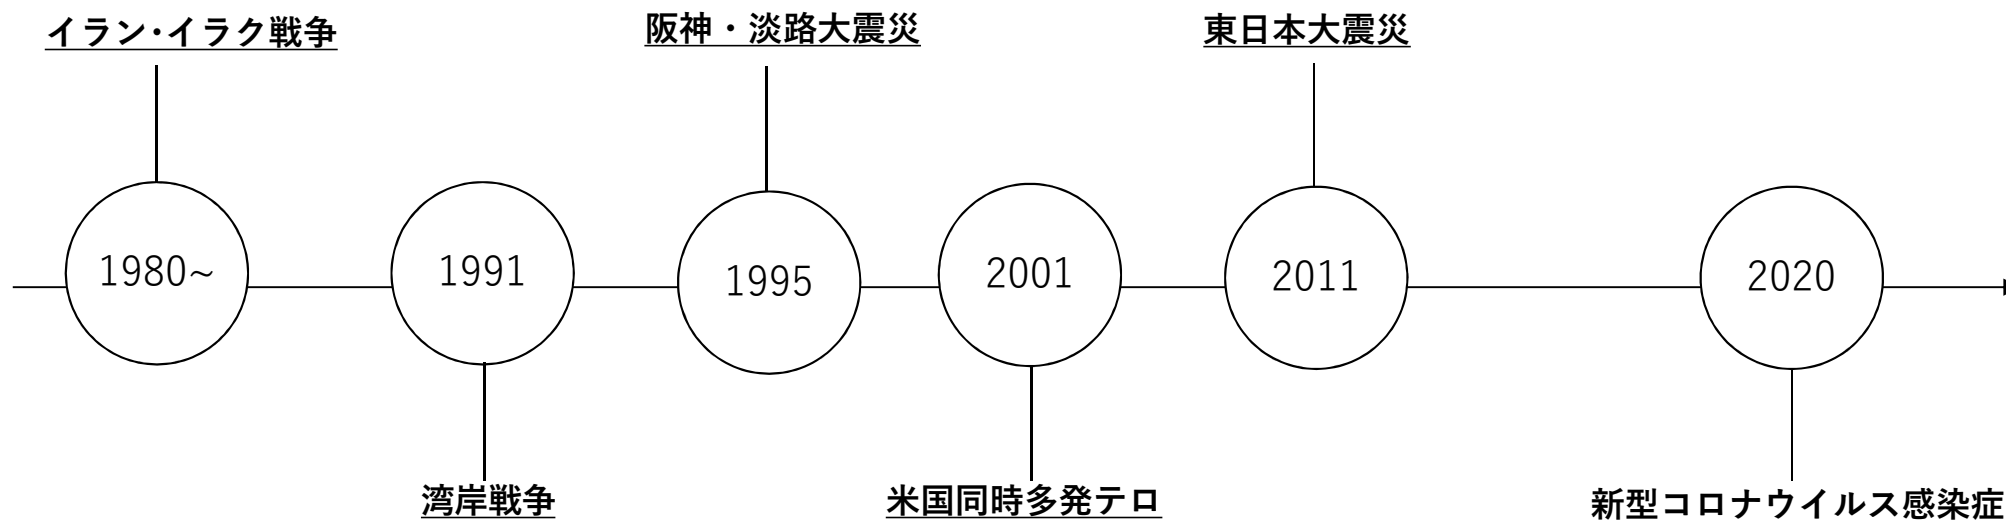 イラン･イラク戦争
阪神・淡路大震災
東日本大震災
1980~
1991
1995
2001
2011
2020
湾岸戦争
米国同時多発テロ
新型コロナウイルス感染症